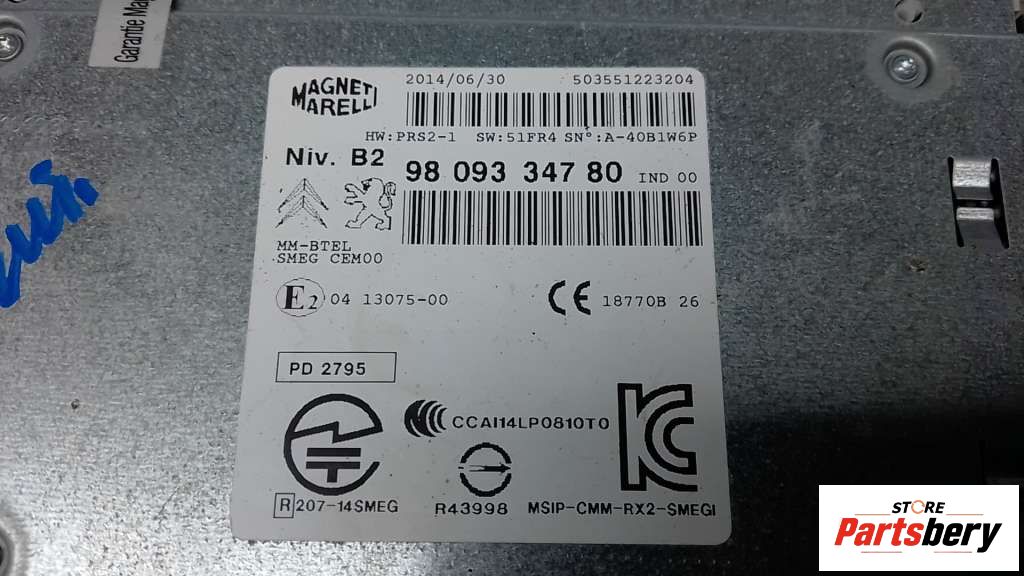 Garantie Mag
MAGNETI MARELLI
2014/06/30 503551223204
HW:PRS2-1 SW:51FR4 SN°:A-40B1W6P
Niv. B2 98 093 347 80 IND 00
MM-BTEL
SMEG CEM00
E2 04 13075-00 CE 18770B 26
PD 2795
CCAI14LP0810T0
R 207-14SMEG R43998 MSIP-CMM-RX2-SMEGI
STORE
Partsbery